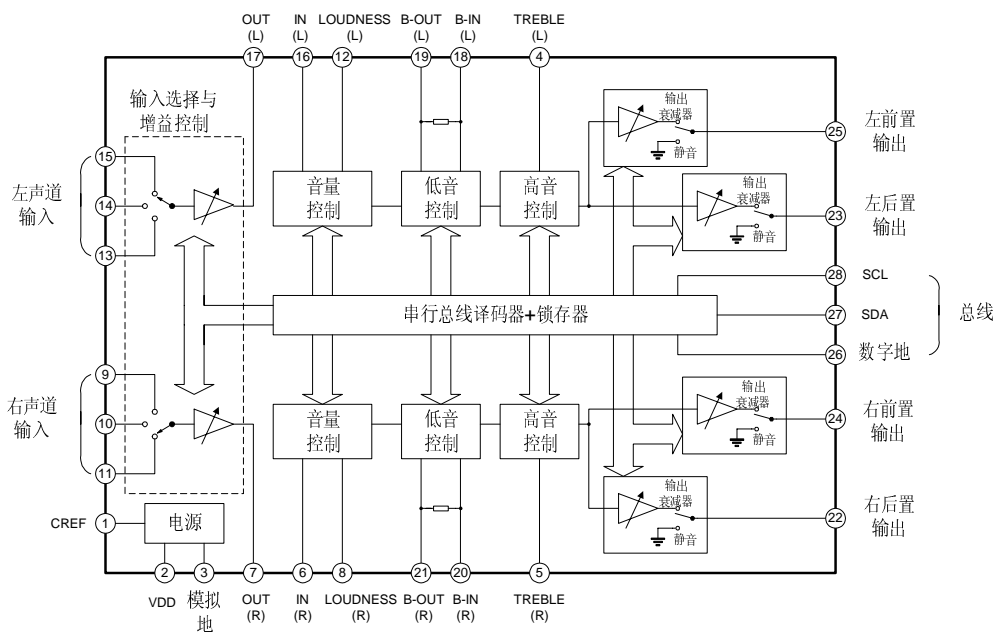 OUT IN LOUDNESS B-OUT B-IN TREBLE
(L) (L) (L) (L) (L) (L)
17 16 12 19 18 4
输入选择与
增益控制
输出
衰减器
静音
25
左前置
输出
15
14
13
左声道
输入
音量
控制
低音
控制
高音
控制
输出
衰减器
静音
23
左后置
输出
28 SCL
串行总线译码器+锁存器
27 SDA
总线
26 数字地
9
10
11
右声道
输入
音量
控制
低音
控制
高音
控制
输出
衰减器
静音
24
右前置
输出
输出
衰减器
静音
22
右后置
输出
CREF 1
电源
2 3 7 6 8 21 20 5
VDD 模拟
地
OUT IN LOUDNESS B-OUT B-IN TREBLE
(R) (R) (R) (R) (R) (R)